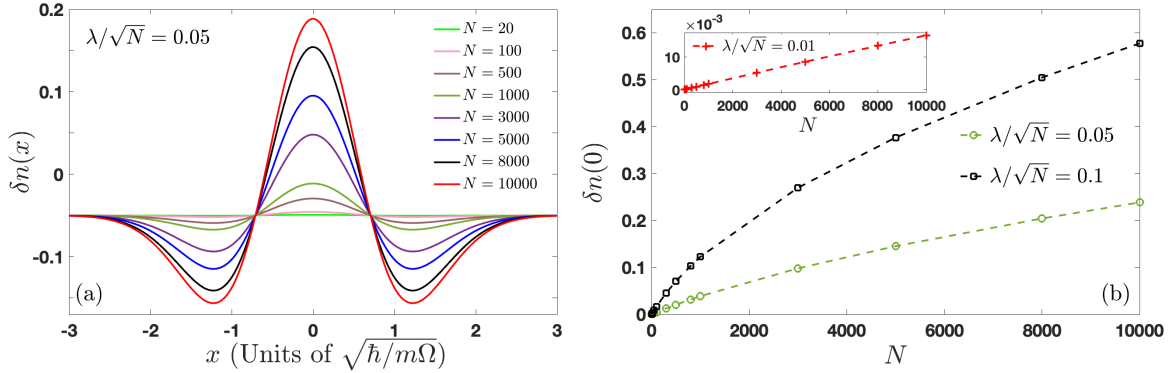 (a)
λ/√N = 0.05
N = 20
N = 100
N = 500
N = 1000
N = 3000
N = 5000
N = 8000
N = 10000
δn(x)
0.2
0.1
0
-0.1
-3 -2 -1 0 1 2 3
x (Units of √ħ/mΩ)
(b)
δn(0)
0.6
0.5
0.4
0.3
0.2
0.1
0
0 2000 4000 6000 8000 10000
N
×10⁻³
10
0
λ/√N = 0.01
0 2000 4000 6000 8000 10000
N
λ/√N = 0.05
λ/√N = 0.1